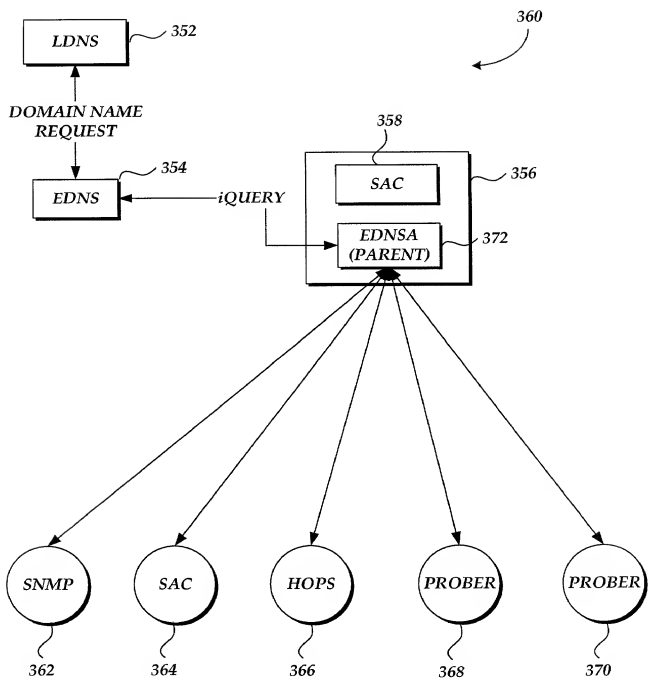 360
LDNS
352
DOMAIN NAME
REQUEST
358
354
SAC
356
EDNS
iQUERY
EDNSA
(PARENT)
372
SNMP
SAC
HOPS
PROBER
PROBER
362
364
366
368
370